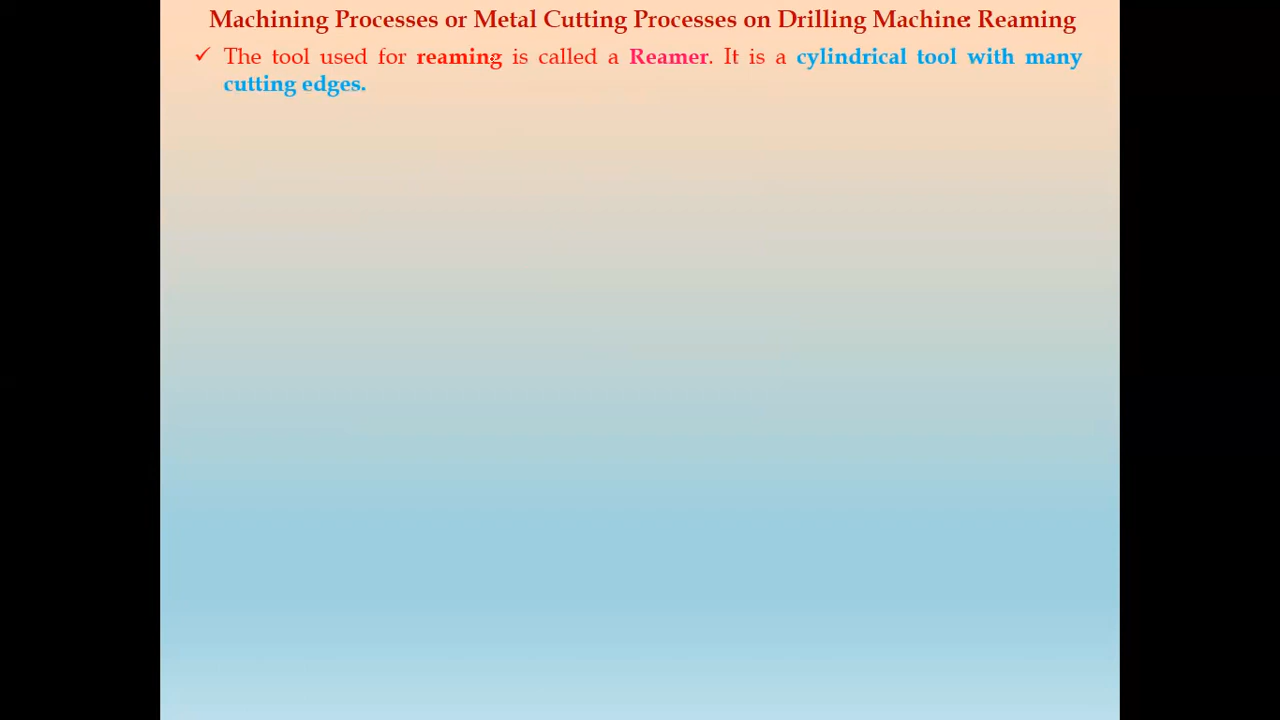 Machining Processes or Metal Cutting Processes on Drilling Machine: Reaming
✓ The tool used for reaming is called a Reamer. It is a cylindrical tool with many
cutting edges.